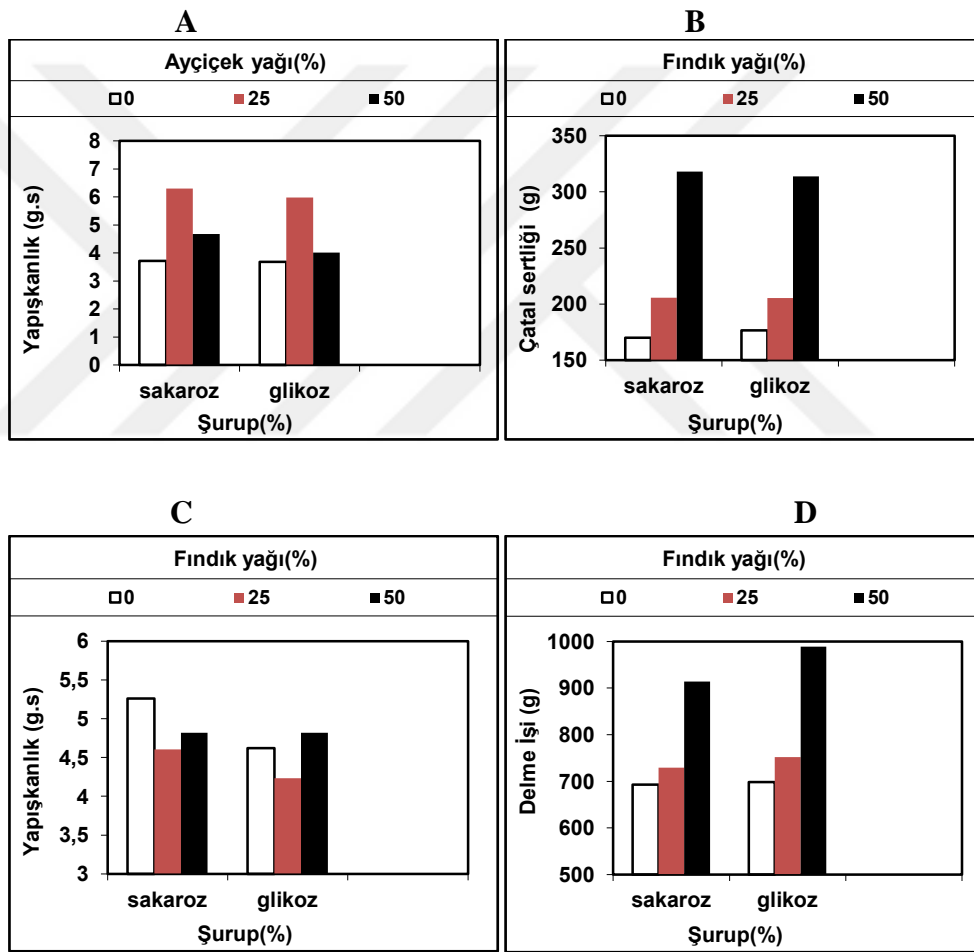 A
Ayçiçek yağı(%)
0 25 50
Yapışkanlık (g.s)
8
7
6
5
4
3
2
1
0
sakaroz glikoz
Şurup(%)
B
Fındık yağı(%)
0 25 50
Çatal sertliği (g)
350
300
250
200
150
sakaroz glikoz
Şurup(%)
C
Fındık yağı(%)
0 25 50
Yapışkanlık (g.s)
6
5,5
5
4,5
4
3,5
3
sakaroz glikoz
Şurup(%)
D
Fındık yağı(%)
0 25 50
Delme İşi (g)
1000
900
800
700
600
500
sakaroz glikoz
Şurup(%)